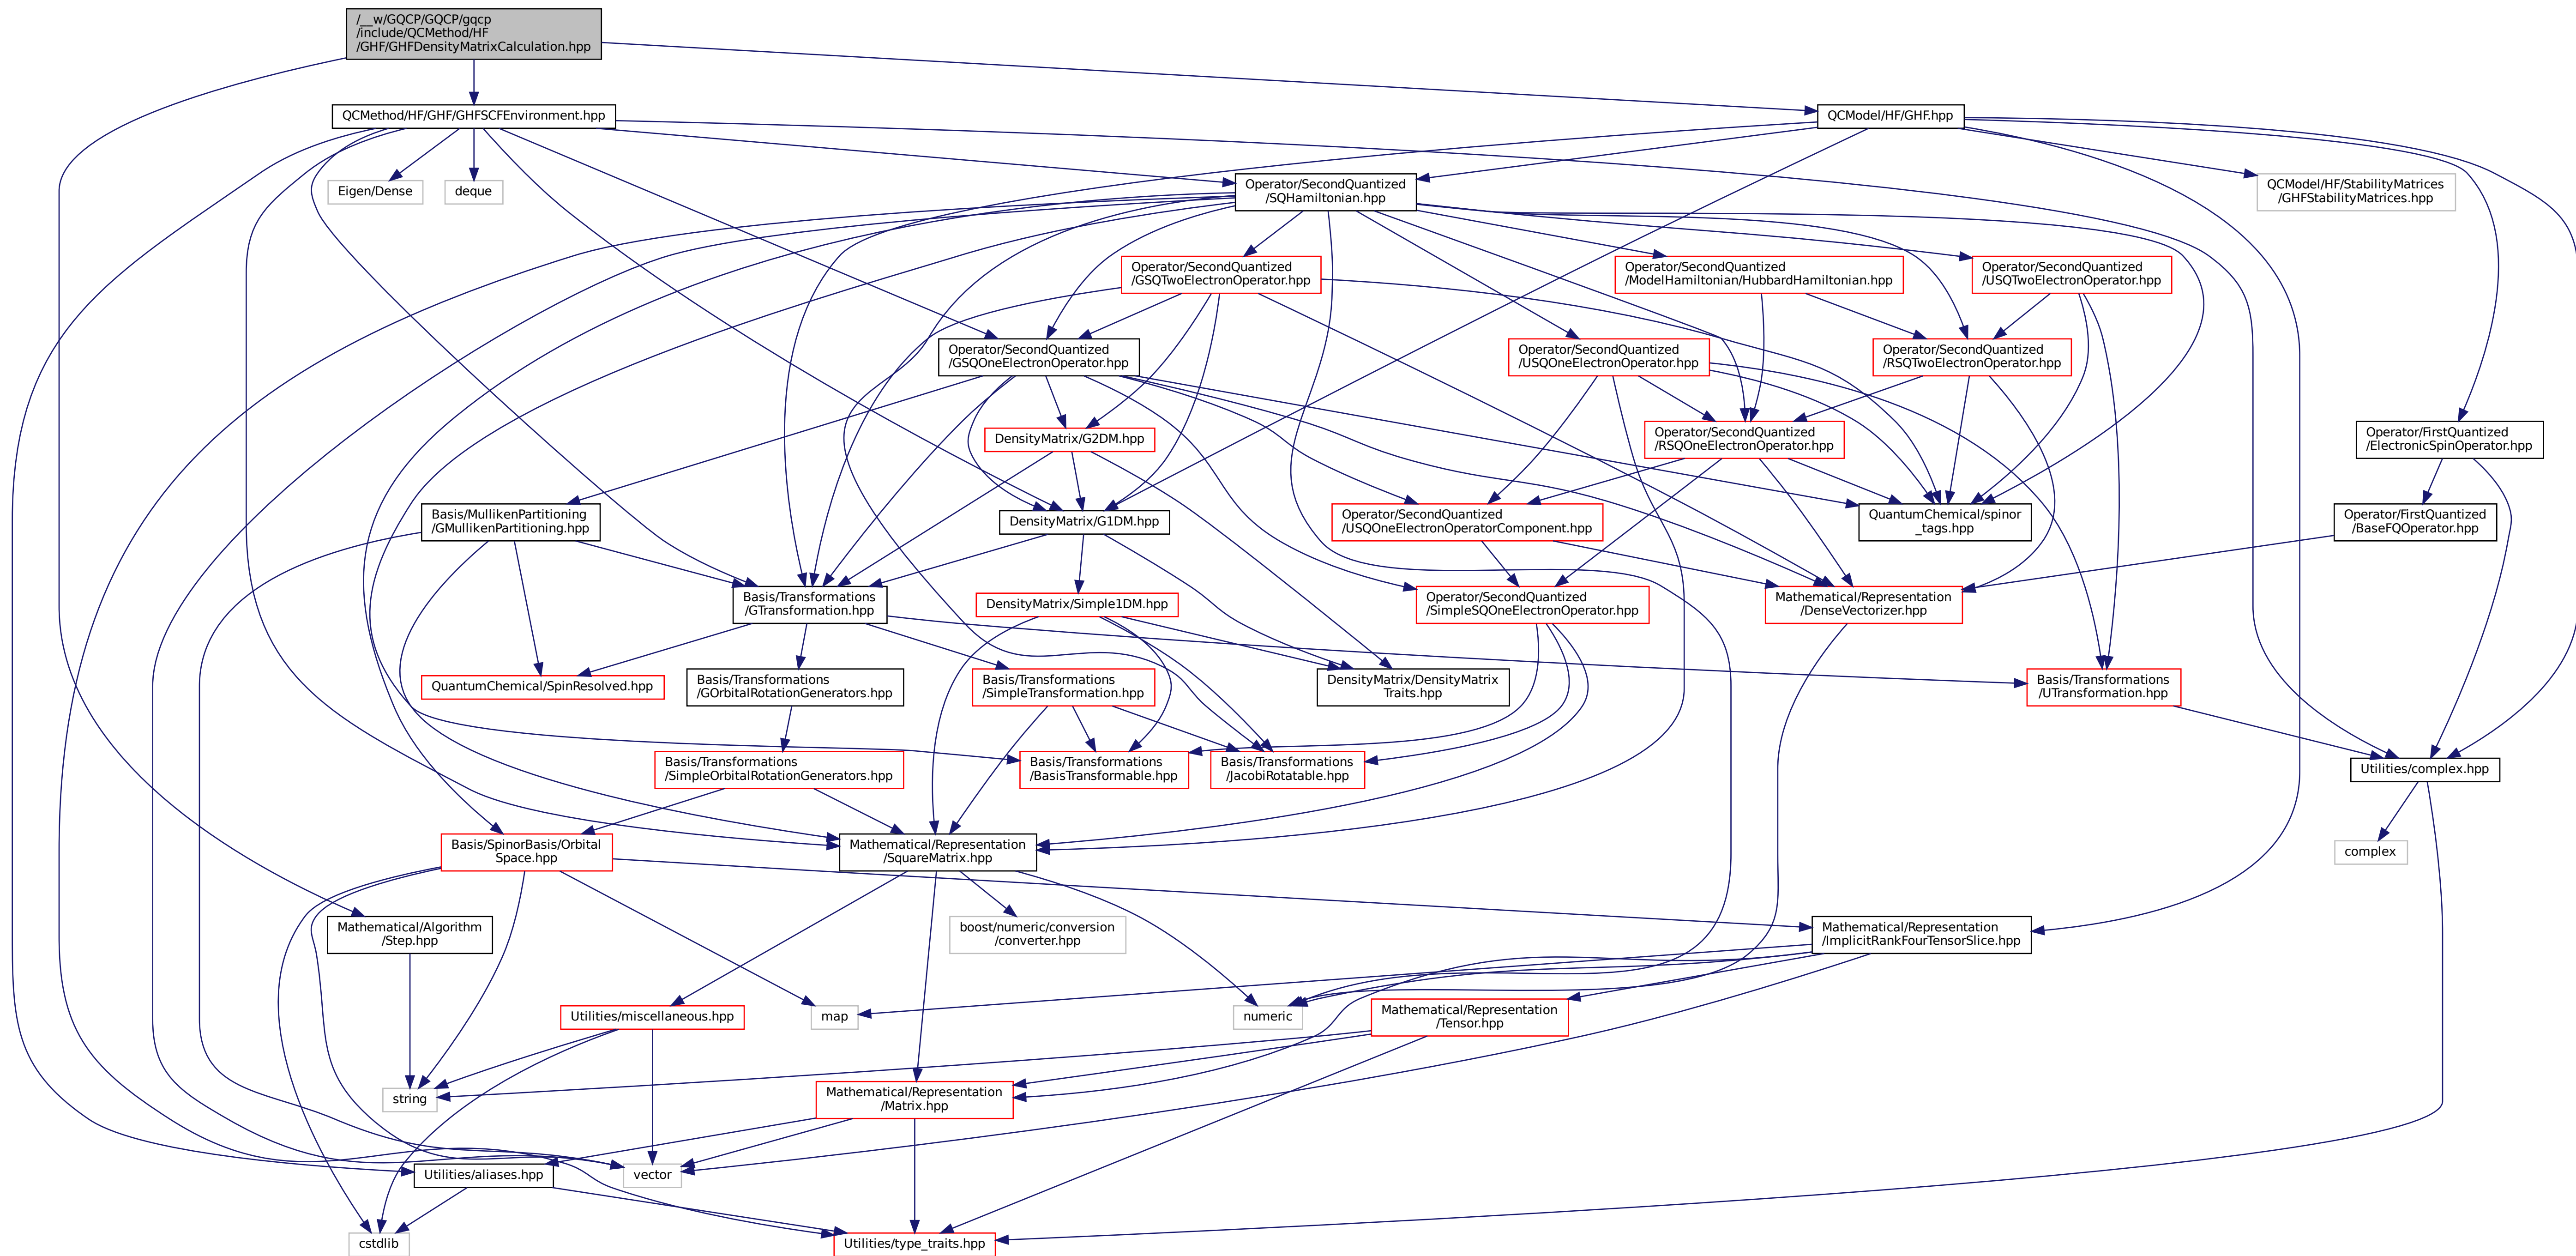 /__w/GQCP/GQCP/gqcp
/include/QCMethod/HF
/GHF/GHFDensityMatrixCalculation.hpp
QCMethod/HF/GHF/GHFSCFEnvironment.hpp
QCModel/HF/GHF.hpp
Eigen/Dense
deque
Operator/SecondQuantized
/SQHamiltonian.hpp
QCModel/HF/StabilityMatrices
/GHFStabilityMatrices.hpp
Operator/SecondQuantized
/GSQTwoElectronOperator.hpp
Operator/SecondQuantized
/ModelHamiltonian/HubbardHamiltonian.hpp
Operator/SecondQuantized
/USQTwoElectronOperator.hpp
Operator/SecondQuantized
/GSQOneElectronOperator.hpp
Operator/SecondQuantized
/USQOneElectronOperator.hpp
Operator/SecondQuantized
/RSQTwoElectronOperator.hpp
DensityMatrix/G2DM.hpp
Operator/SecondQuantized
/RSQOneElectronOperator.hpp
Operator/FirstQuantized
/ElectronicSpinOperator.hpp
Basis/MullikenPartitioning
/GMullikenPartitioning.hpp
DensityMatrix/G1DM.hpp
Operator/SecondQuantized
/USQOneElectronOperatorComponent.hpp
QuantumChemical/spinor
_tags.hpp
Operator/FirstQuantized
/BaseFQOperator.hpp
Basis/Transformations
/GTransformation.hpp
DensityMatrix/Simple1DM.hpp
Operator/SecondQuantized
/SimpleSQOneElectronOperator.hpp
Mathematical/Representation
/DenseVectorizer.hpp
QuantumChemical/SpinResolved.hpp
Basis/Transformations
/GOrbitalRotationGenerators.hpp
Basis/Transformations
/SimpleTransformation.hpp
DensityMatrix/DensityMatrix
Traits.hpp
Basis/Transformations
/UTransformation.hpp
Basis/Transformations
/SimpleOrbitalRotationGenerators.hpp
Basis/Transformations
/BasisTransformable.hpp
Basis/Transformations
/JacobiRotatable.hpp
Utilities/complex.hpp
Basis/SpinorBasis/Orbital
Space.hpp
Mathematical/Representation
/SquareMatrix.hpp
complex
Mathematical/Algorithm
/Step.hpp
boost/numeric/conversion
/converter.hpp
Mathematical/Representation
/ImplicitRankFourTensorSlice.hpp
Utilities/miscellaneous.hpp
map
numeric
Mathematical/Representation
/Tensor.hpp
string
Mathematical/Representation
/Matrix.hpp
Utilities/aliases.hpp
vector
cstdlib
Utilities/type_traits.hpp